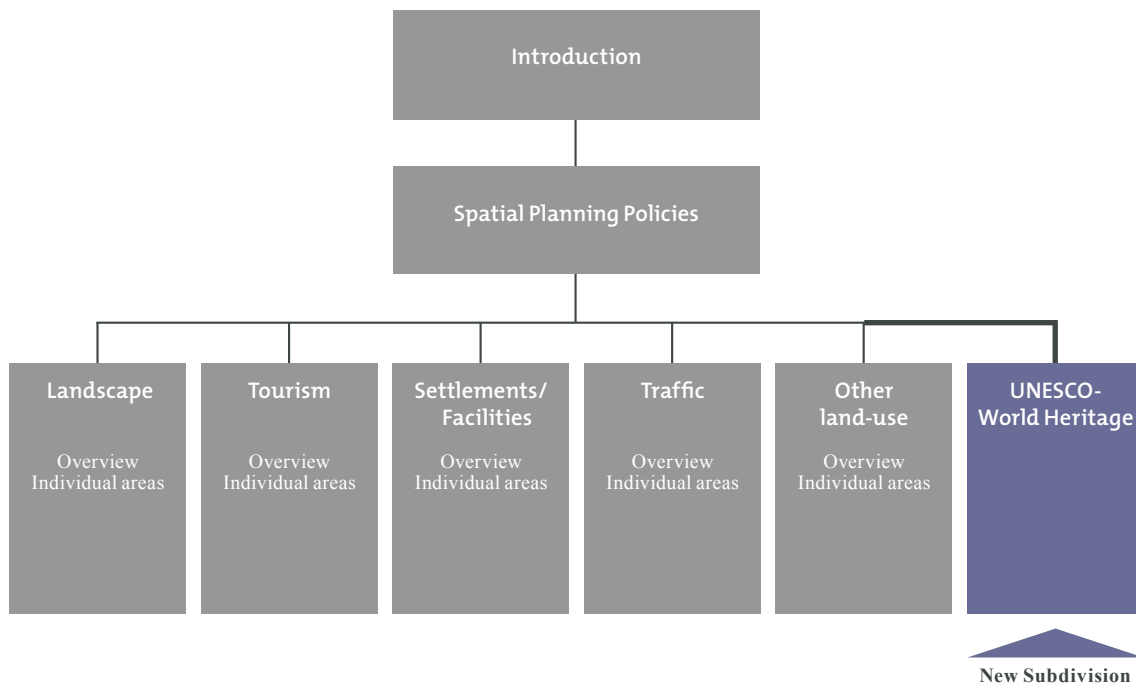 Introduction
Spatial Planning Policies
Landscape
Overview
Individual areas
Tourism
Overview
Individual areas
Settlements/
Facilities
Overview
Individual areas
Traffic
Overview
Individual areas
Other
land-use
Overview
Individual areas
UNESCO-
World Heritage
New Subdivision